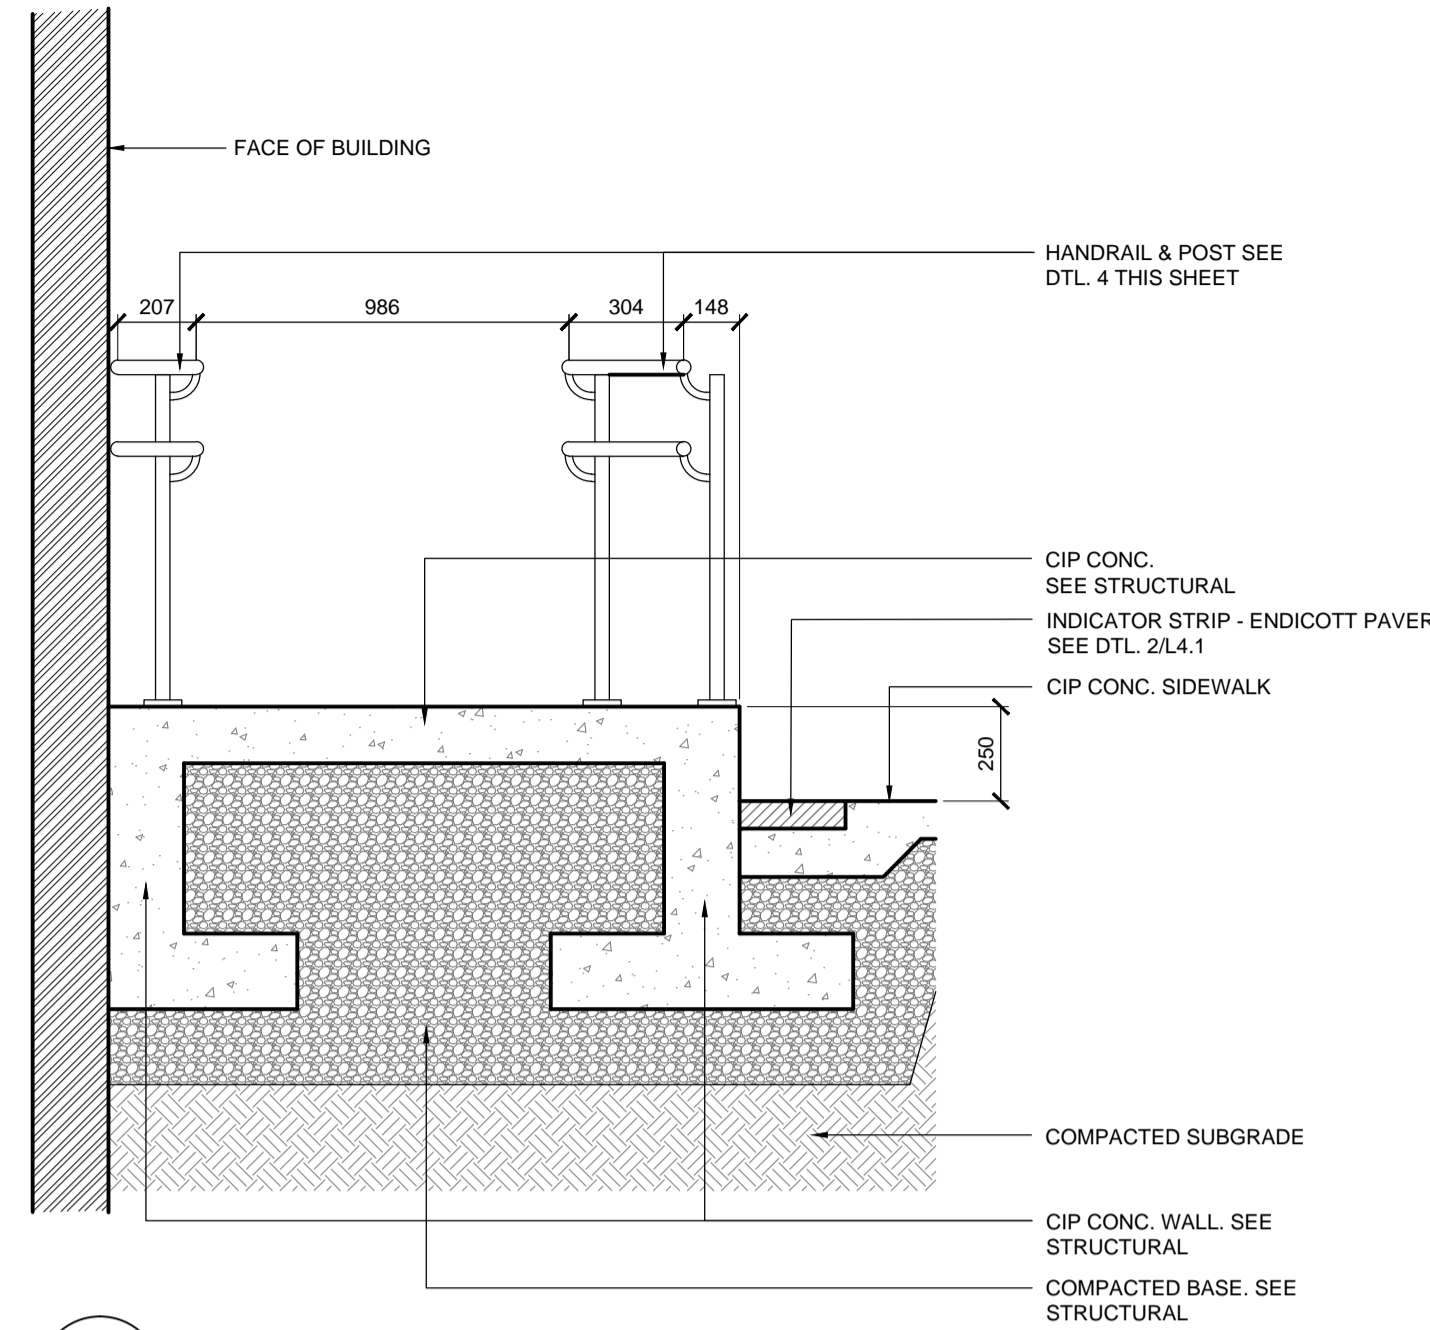 FACE OF BUILDING
HANDRAIL & POST SEE
DTL. 4 THIS SHEET
207
986
304
148
CIP CONC.
SEE STRUCTURAL
INDICATOR STRIP - ENDICOTT PAVER
SEE DTL. 2/L4.1
CIP CONC. SIDEWALK
250
COMPACTED SUBGRADE
CIP CONC. WALL. SEE
STRUCTURAL
COMPACTED BASE. SEE
STRUCTURAL